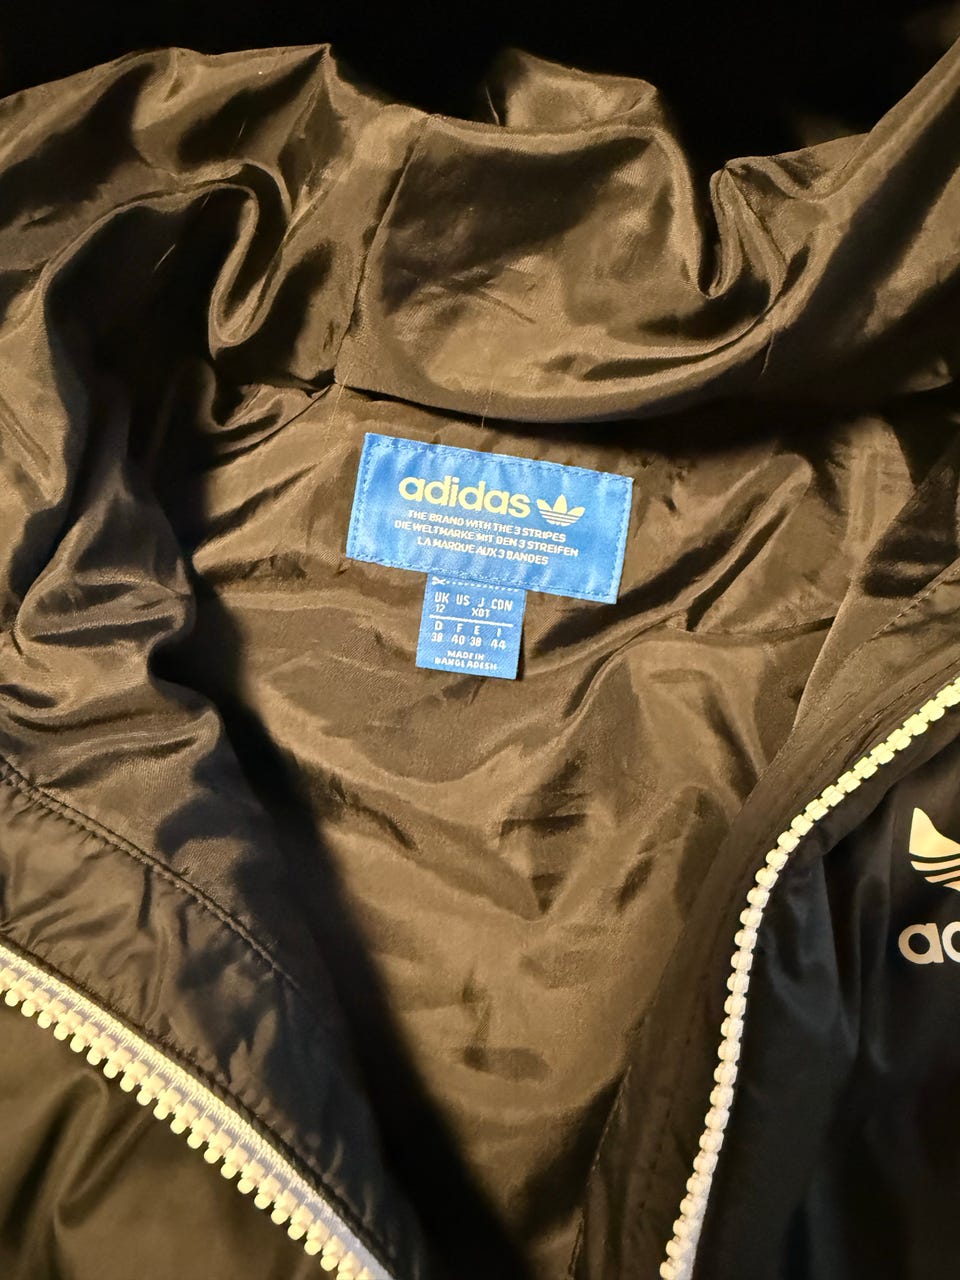 adidas
THE BRAND WITH THE 3 STRIPES
DIE WELTMARKE MIT DEN 3 STREIFEN
LA MARQUE AUX 3 BANDES
UK US J CDN
12 XOT
D F E I
38 40 38 44
MADE IN
BANGLADESH
ad